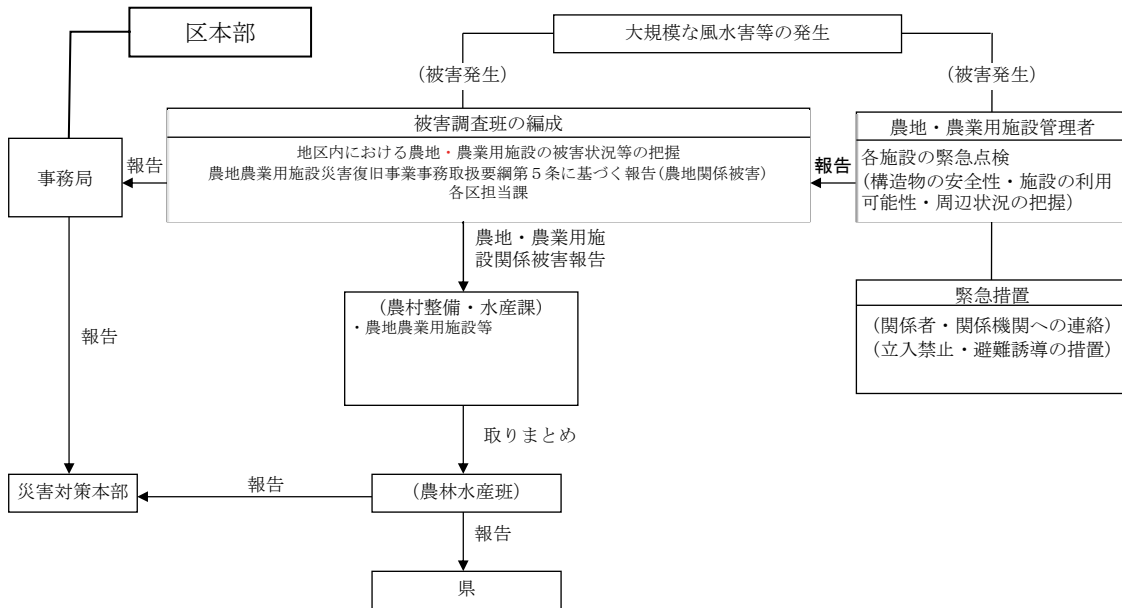 区本部
大規模な風水害等の発生
(被害発生)
(被害発生)
被害調査班の編成
地区内における農地・農業用施設の被害状況等の把握
農地農業用施設災害復旧事業事務取扱要綱第５条に基づく報告(農地関係被害)
各区担当課
農地・農業用施設管理者
各施設の緊急点検
(構造物の安全性・施設の利用
可能性・周辺状況の把握)
報告
報告
事務局
農地・農業用施
設関係被害報告
緊急措置
(関係者・関係機関への連絡)
(立入禁止・避難誘導の措置)
(農村整備・水産課)
・農地農業用施設等
報告
取りまとめ
災害対策本部
報告
(農林水産班)
報告
県